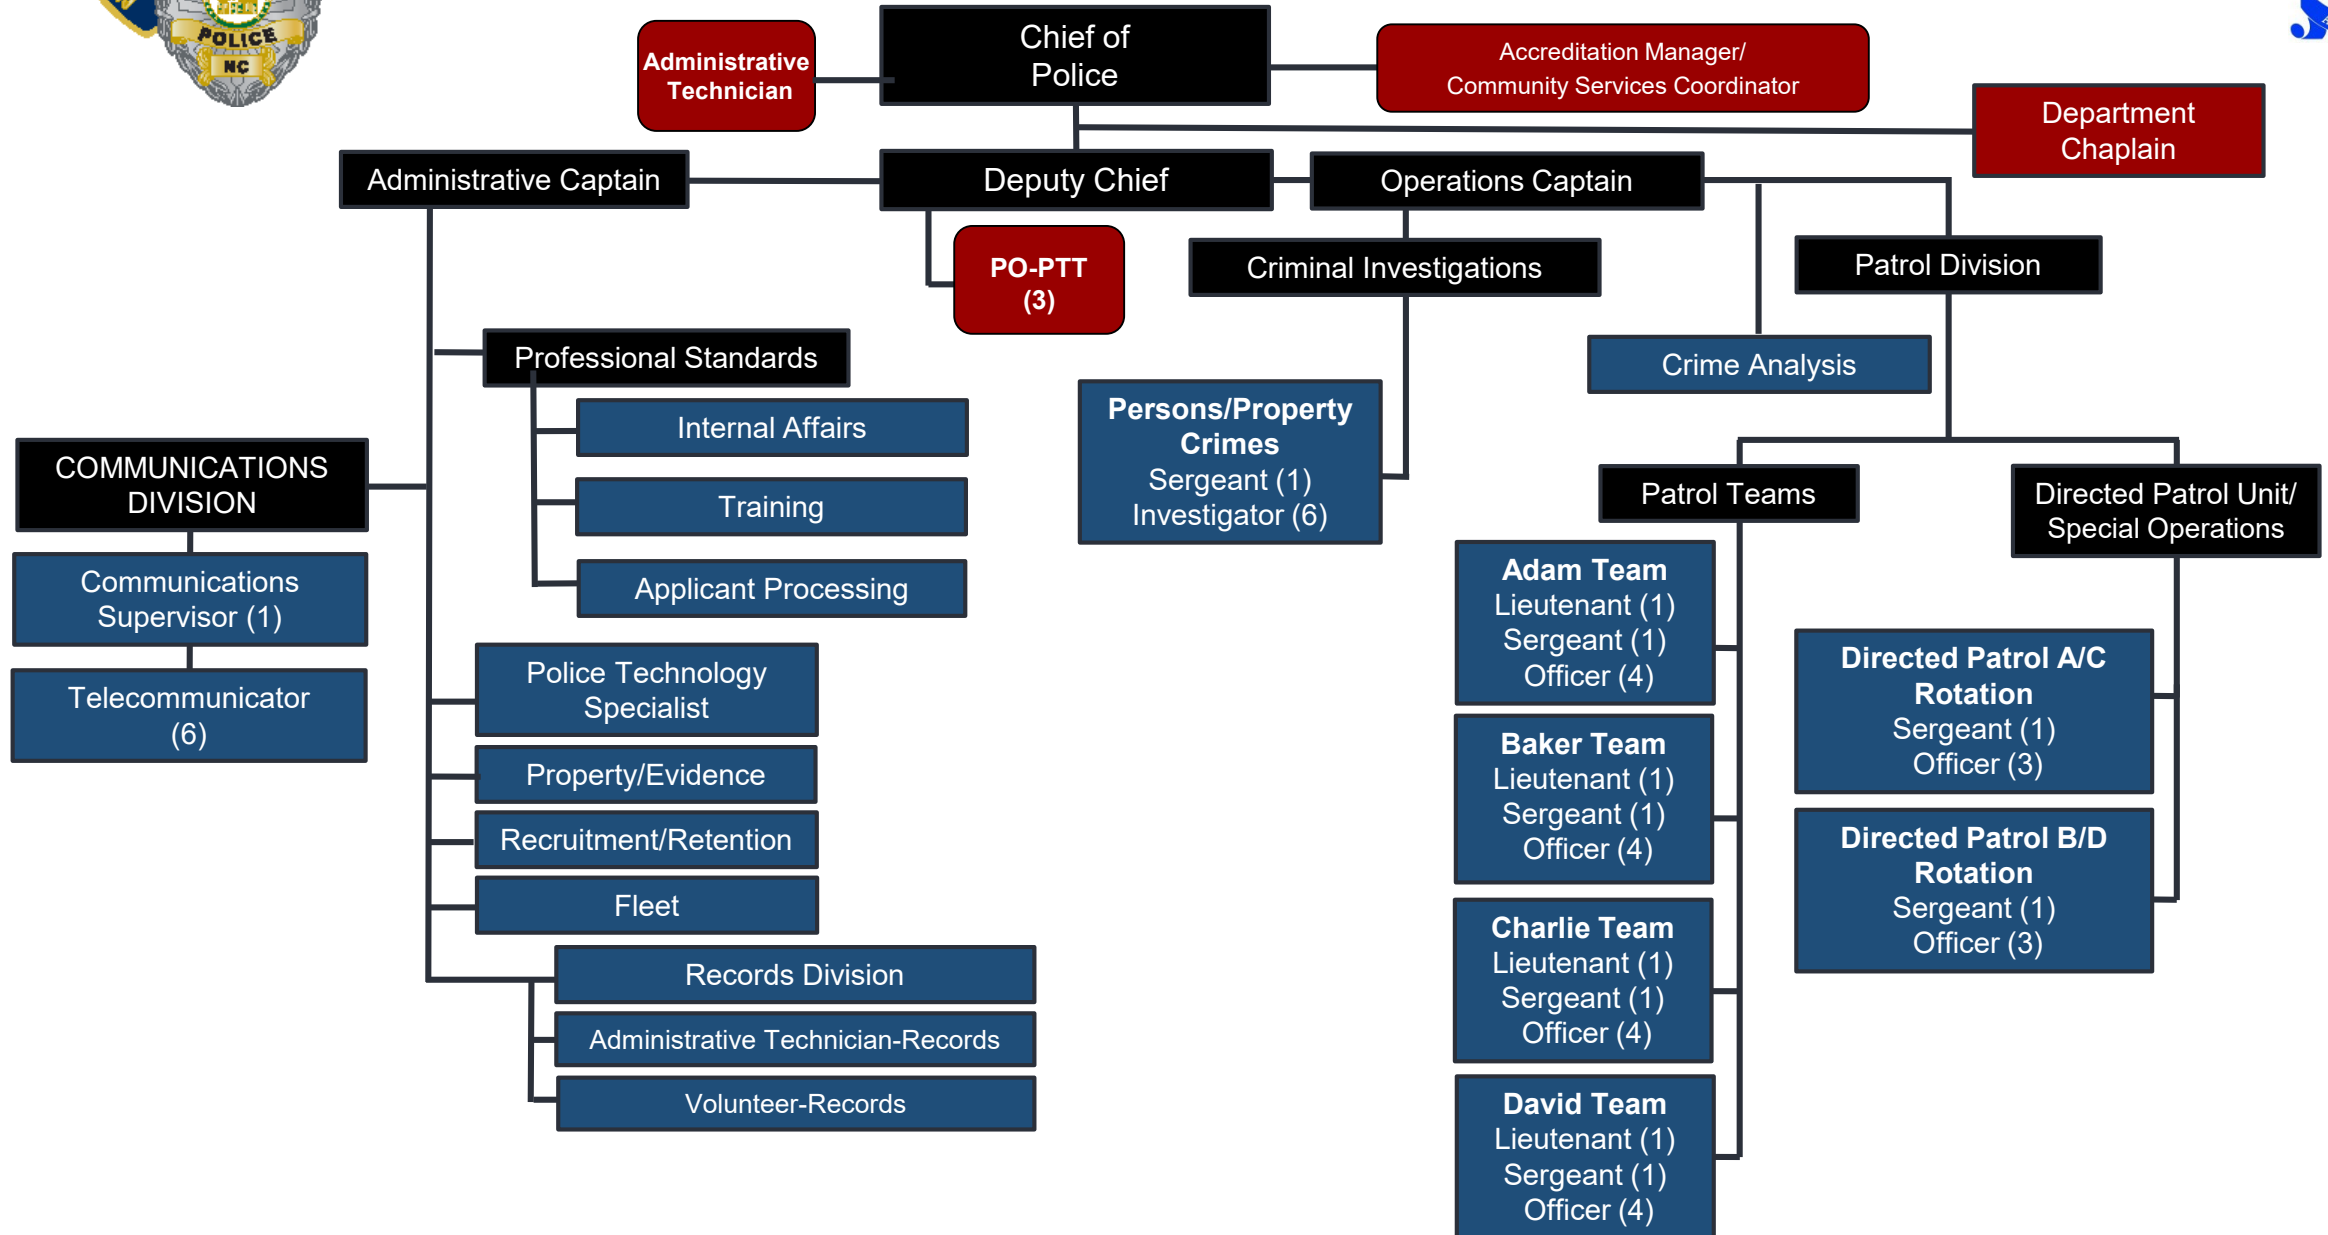 POLICE
NC
Chief of
Police
Administrative
Technician
Accreditation Manager/
Community Services Coordinator
Department
Chaplain
Administrative Captain
Deputy Chief
Operations Captain
PO-PTT
(3)
Criminal Investigations
Patrol Division
Professional Standards
Crime Analysis
Internal Affairs
Training
Applicant Processing
Persons/Property
Crimes
Sergeant (1)
Investigator (6)
COMMUNICATIONS
DIVISION
Communications
Supervisor (1)
Telecommunicator
(6)
Patrol Teams
Directed Patrol Unit/
Special Operations
Adam Team
Lieutenant (1)
Sergeant (1)
Officer (4)
Baker Team
Lieutenant (1)
Sergeant (1)
Officer (4)
Charlie Team
Lieutenant (1)
Sergeant (1)
Officer (4)
David Team
Lieutenant (1)
Sergeant (1)
Officer (4)
Directed Patrol A/C
Rotation
Sergeant (1)
Officer (3)
Directed Patrol B/D
Rotation
Sergeant (1)
Officer (3)
Police Technology
Specialist
Property/Evidence
Recruitment/Retention
Fleet
Records Division
Administrative Technician-Records
Volunteer-Records